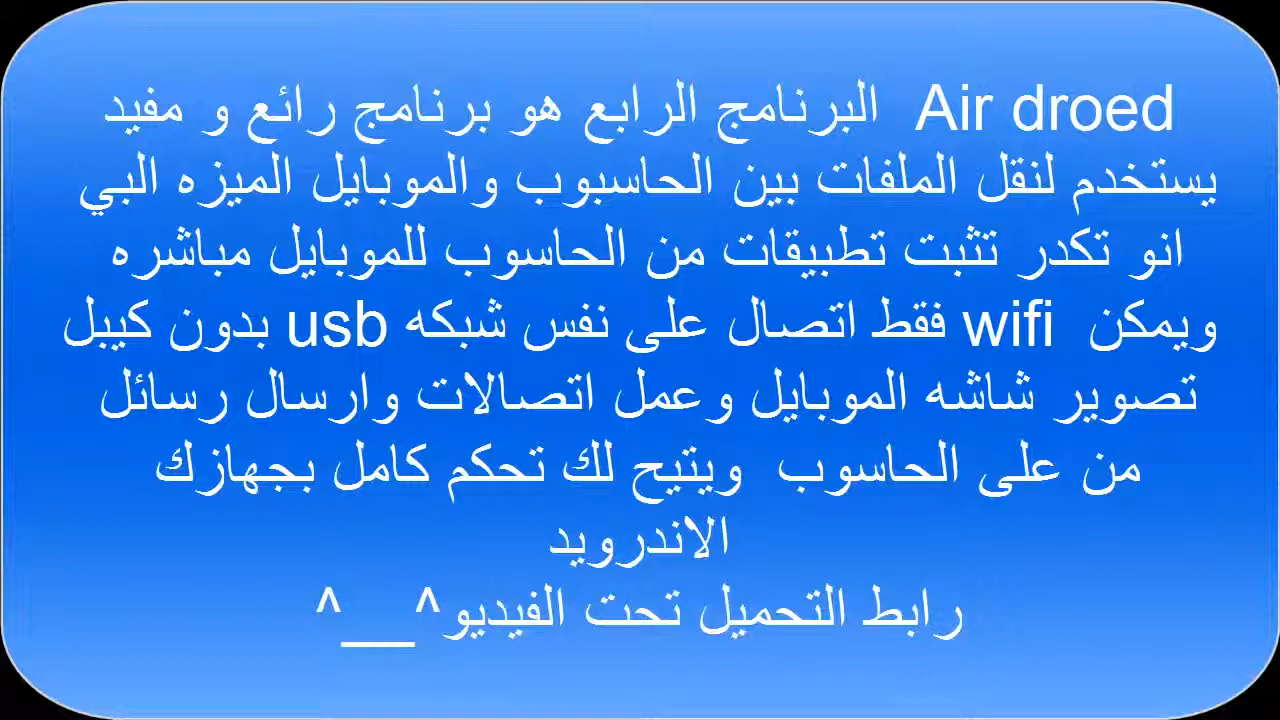 Air droed البرنامج الرابع هو برنامج رائع و مفيد
يستخدم لنقل الملفات بين الحاسبوب والموبايل الميزه البي
انو تكدر تثبت تطبيقات من الحاسوب للموبايل مباشره
ويمكن wifi فقط اتصال على نفس شبكه usb بدون كيبل
تصوير شاشه الموبايل وعمل اتصالات وارسال رسائل
من على الحاسوب ويتيح لك تحكم كامل بجهازك
الاندرويد
رابط التحميل تحت الفيديو^__^